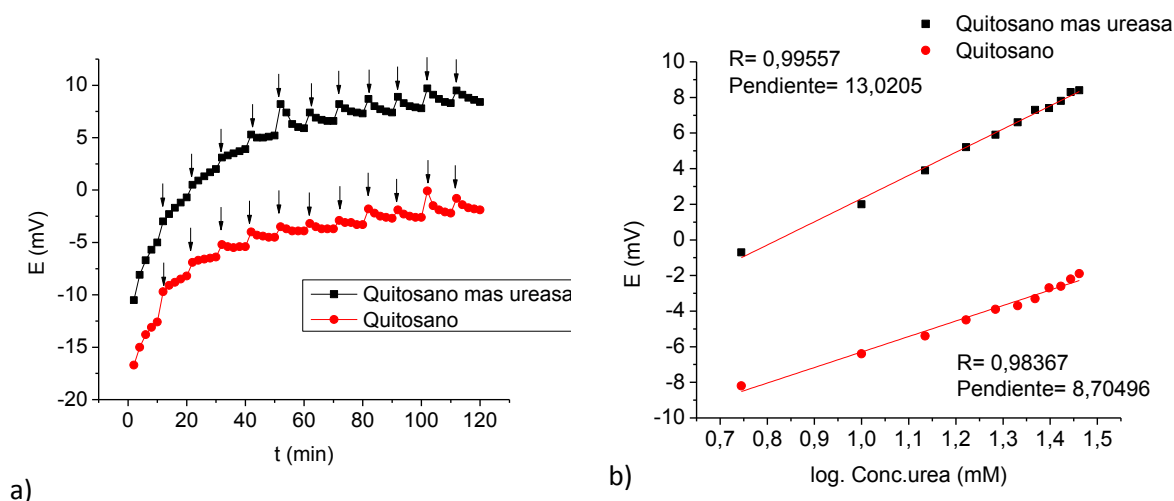 10
5
0
-5
-10
-15
-20
E (mV)
0 20 40 60 80 100 120
t (min)
Quitosano mas ureasa
Quitosano
a)
Quitosano mas ureasa
Quitosano
R= 0,99557
Pendiente= 13,0205
10
8
6
4
2
0
-2
-4
-6
-8
-10
E (mV)
R= 0,98367
Pendiente= 8,70496
0,7 0,8 0,9 1,0 1,1 1,2 1,3 1,4 1,5
log. Conc.urea (mM)
b)